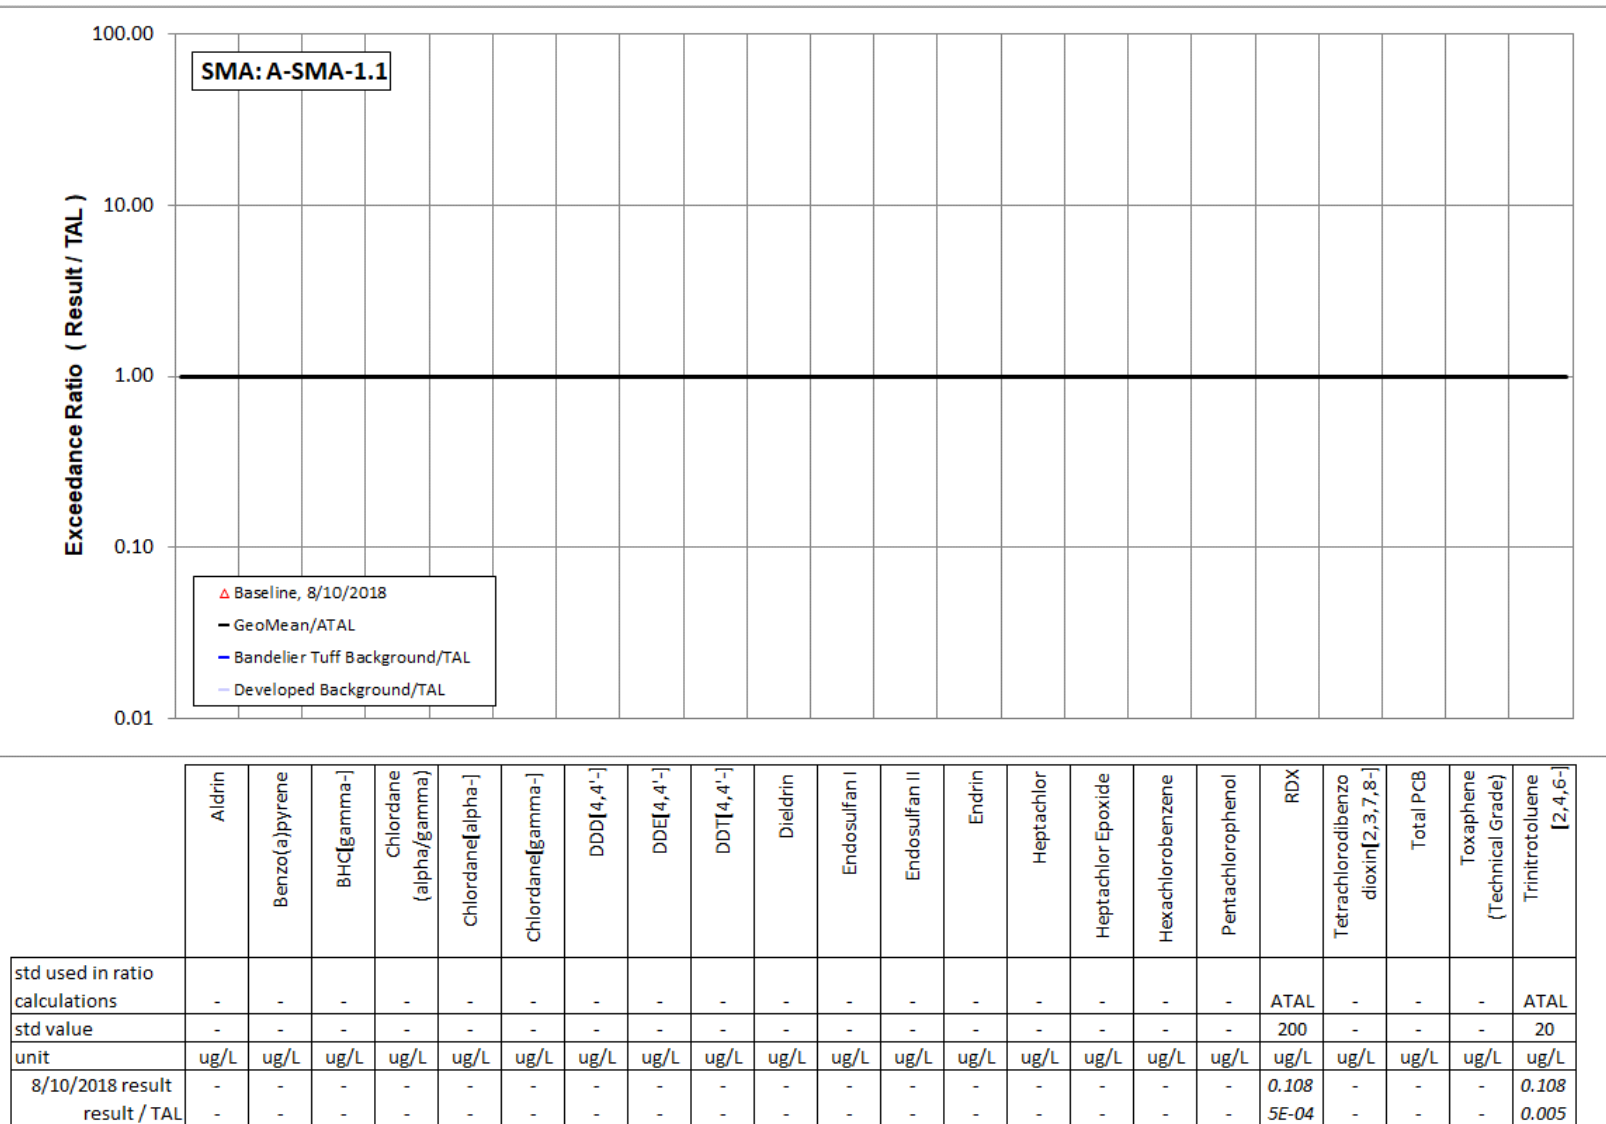 100.00
SMA: A-SMA-1.1
10.00
1.00
0.10
0.01
Exceedance Ratio ( Result / TAL )
Baseline, 8/10/2018
GeoMean/ATAL
Bandelier Tuff Background/TAL
Developed Background/TAL
Aldrin
Benzo(a)pyrene
BHC[gamma-]
Chlordane
(alpha/gamma)
Chlordane[alpha-]
Chlordane[gamma-]
DDD[4,4'-]
DDE[4,4'-]
DDT[4,4'-]
Dieldrin
Endosulfan I
Endosulfan II
Endrin
Heptachlor
Heptachlor Epoxide
Hexachlorobenzene
Pentachlorophenol
RDX
Tetrachlorodibenzo
dioxin[2,3,7,8-]
Total PCB
Toxaphene
(Technical Grade)
Trinitrotoluene
[2,4,6-]
std used in ratio
calculations - - - - - - - - - - - - - - - - - ATAL - - - ATAL
std value - - - - - - - - - - - - - - - - - 200 - - - 20
unit ug/L ug/L ug/L ug/L ug/L ug/L ug/L ug/L ug/L ug/L ug/L ug/L ug/L ug/L ug/L ug/L ug/L ug/L ug/L ug/L ug/L ug/L
8/10/2018 result - - - - - - - - - - - - - - - - - 0.108 - - - 0.108
result / TAL - - - - - - - - - - - - - - - - - 5E-04 - - - 0.005